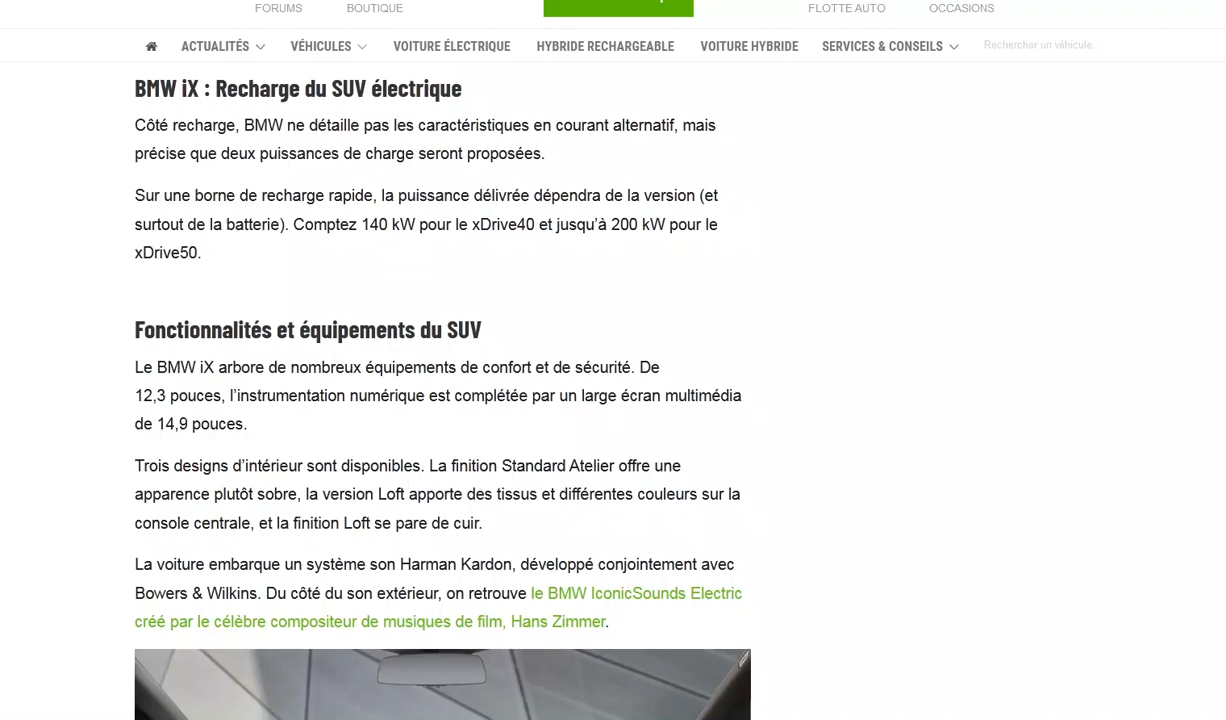 FORUMS
BOUTIQUE
FLOTTE AUTO
OCCASIONS
ACTUALITÉS
VÉHICULES
VOITURE ÉLECTRIQUE
HYBRIDE RECHARGEABLE
VOITURE HYBRIDE
SERVICES & CONSEILS
Rechercher un véhicule...
BMW iX : Recharge du SUV électrique
Côté recharge, BMW ne détaille pas les caractéristiques en courant alternatif, mais
précise que deux puissances de charge seront proposées.
Sur une borne de recharge rapide, la puissance délivrée dépendra de la version (et
surtout de la batterie). Comptez 140 kW pour le xDrive40 et jusqu'à 200 kW pour le
xDrive50.
Fonctionnalités et équipements du SUV
Le BMW iX arbore de nombreux équipements de confort et de sécurité. De
12,3 pouces, l'instrumentation numérique est complétée par un large écran multimédia
de 14,9 pouces.
Trois designs d'intérieur sont disponibles. La finition Standard Atelier offre une
apparence plutôt sobre, la version Loft apporte des tissus et différentes couleurs sur la
console centrale, et la finition Loft se pare de cuir.
La voiture embarque un système son Harman Kardon, développé conjointement avec
Bowers & Wilkins. Du côté du son extérieur, on retrouve le BMW IconicSounds Electric
créé par le célèbre compositeur de musiques de film, Hans Zimmer.